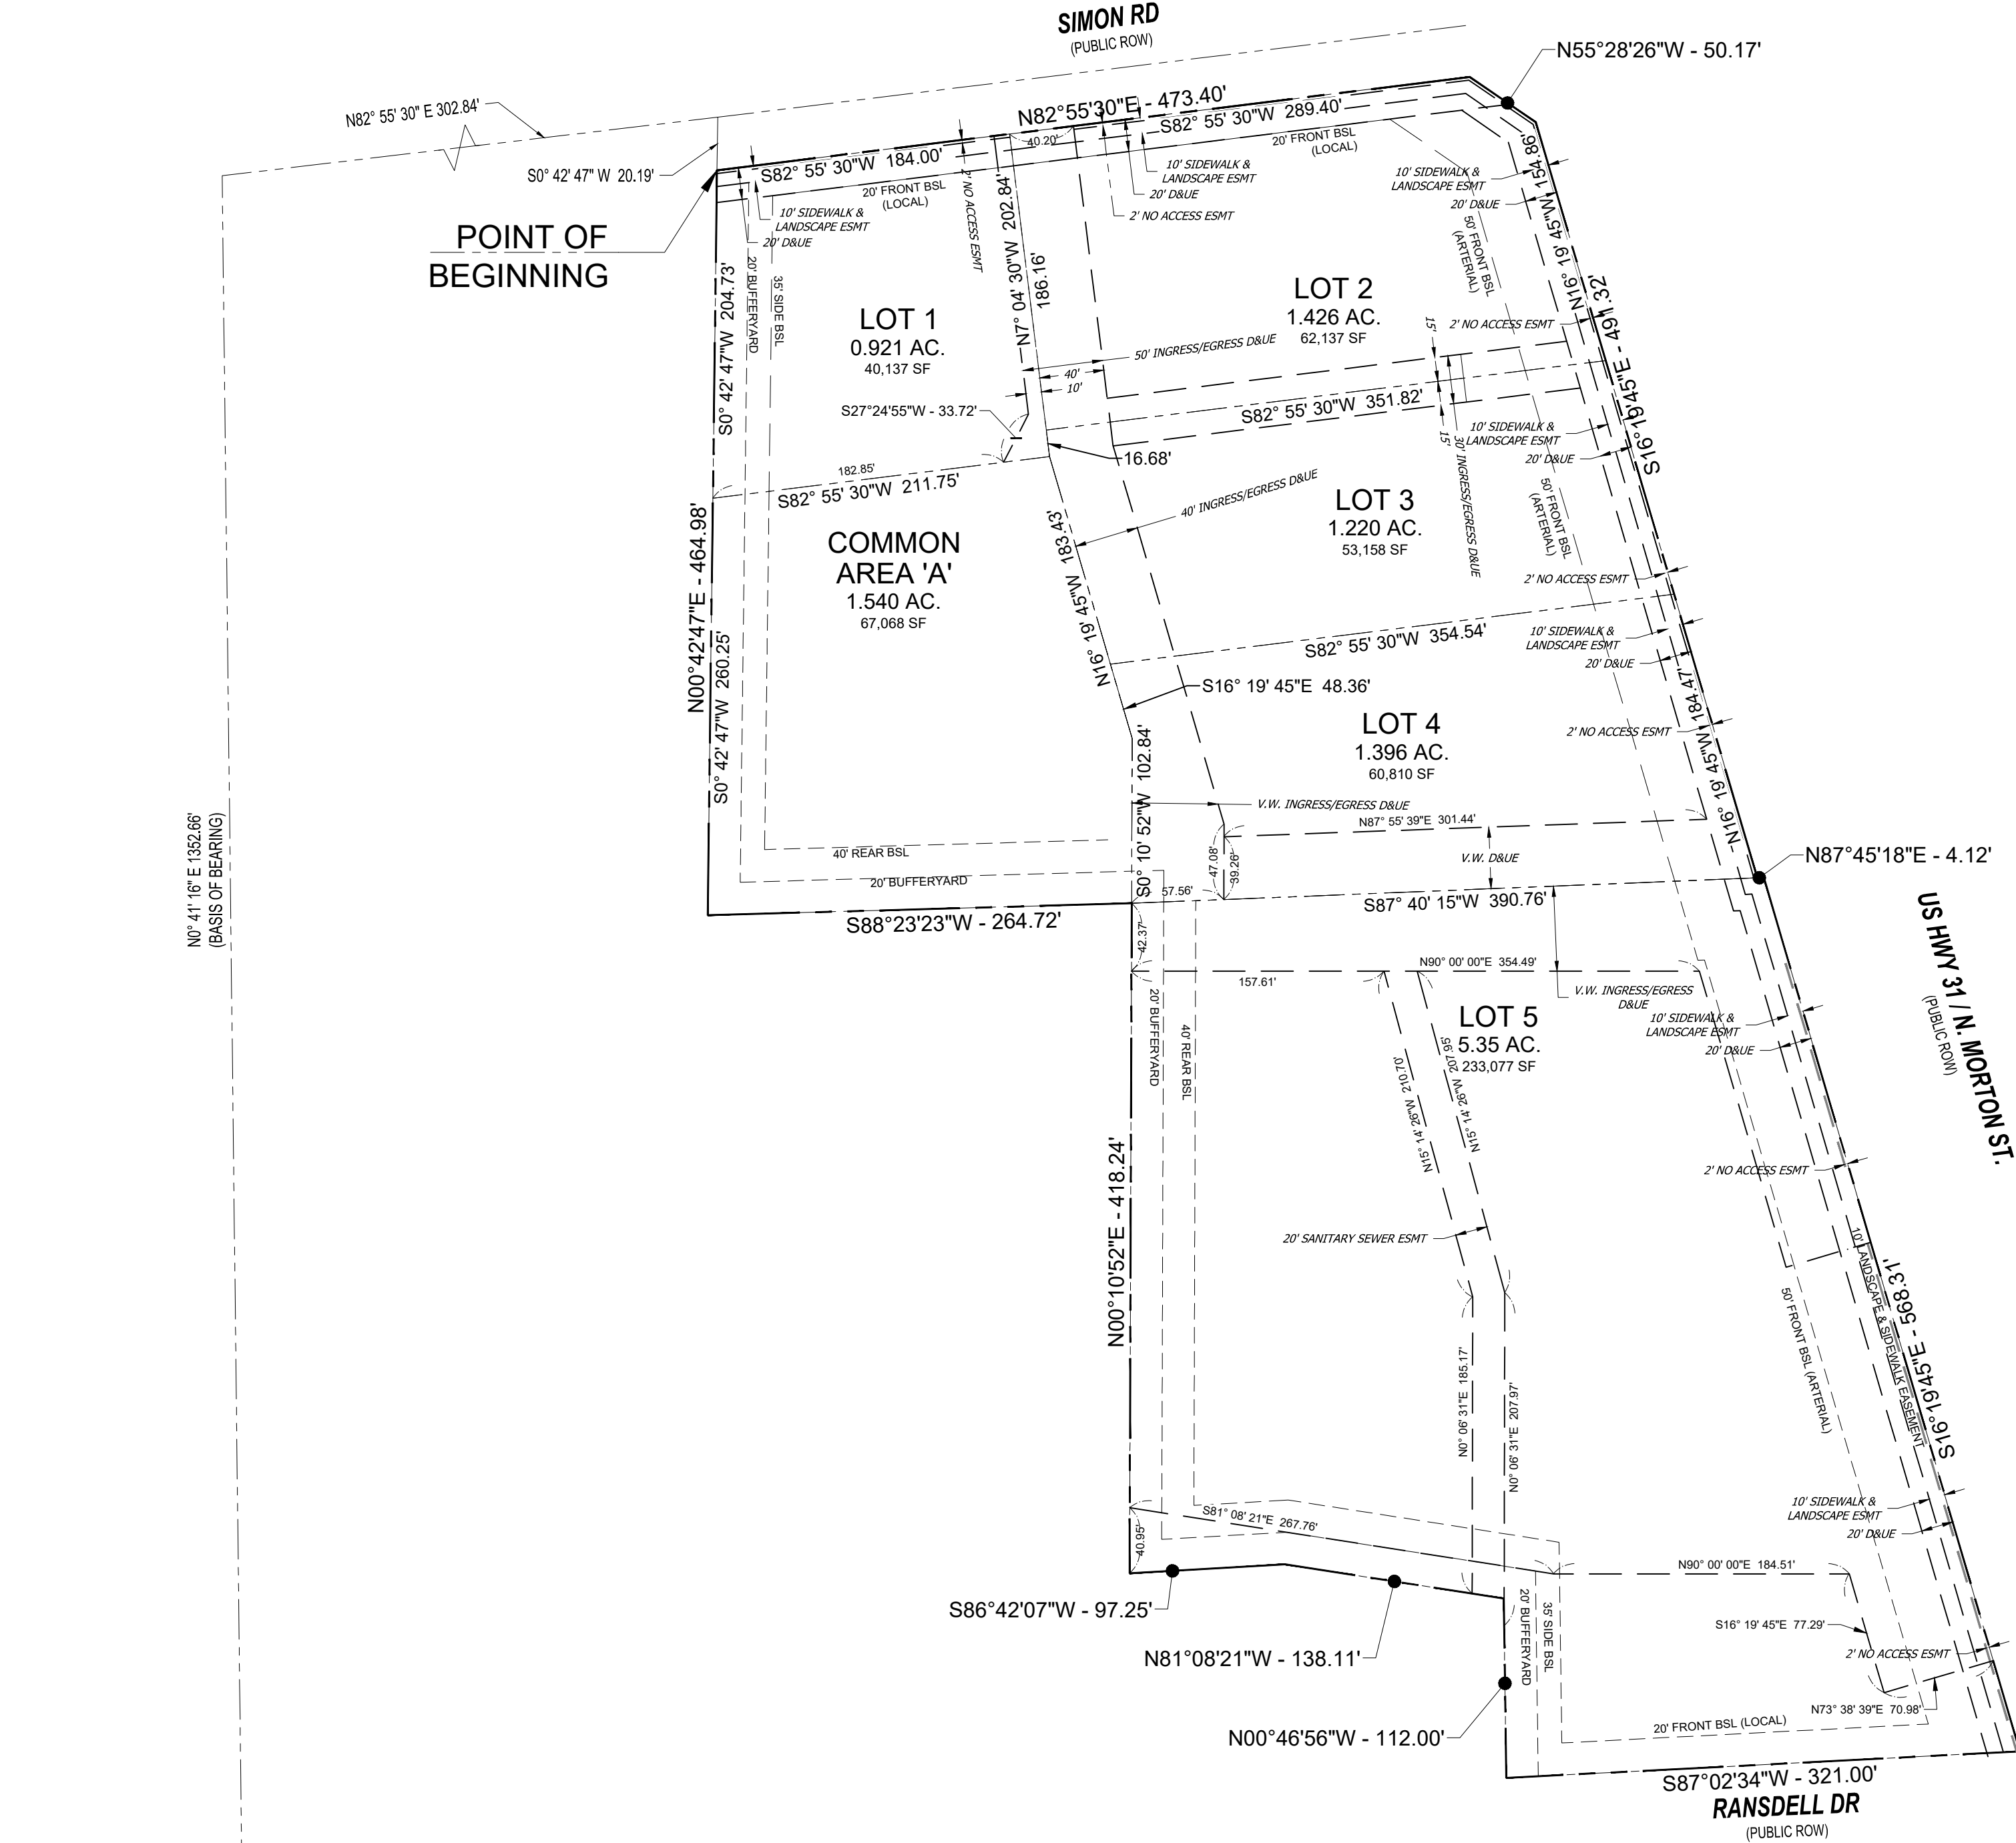 SIMON RD
(PUBLIC ROW)
N55°28'26"W - 50.17'
N82° 55' 30" E 302.84'
N82°55'30"E - 473.40'
S82° 55' 30"W 289.40'
40.20'
20' FRONT BSL
(LOCAL)
S0° 42' 47" W 20.19'
S82° 55' 30"W 184.00'
20' FRONT BSL
(LOCAL)
10' SIDEWALK &
LANDSCAPE ESMT
20' D&UE
2' NO ACCESS ESMT
10' SIDEWALK &
LANDSCAPE ESMT
20' D&UE
2' NO ACCESS ESMT
10' SIDEWALK &
LANDSCAPE ESMT
20' D&UE
N16° 19' 45"W 154.86'
50' FRONT BSL
(ARTERIAL)
POINT OF
BEGINNING
S0° 42' 47"W 204.73'
20' BUFFERYARD
35' SIDE BSL
N7° 04' 30"W 202.84'
186.16'
LOT 1
0.921 AC.
40,137 SF
LOT 2
1.426 AC.
62,137 SF
15'
2' NO ACCESS ESMT
S16°19'45"E - 491.32'
50' INGRESS/EGRESS D&UE
40'
10'
S27°24'55"W - 33.72'
S82° 55' 30"W 351.82'
15'
30' INGRESS/EGRESS D&UE
10' SIDEWALK &
LANDSCAPE ESMT
20' D&UE
16.68'
182.85'
S82° 55' 30"W 211.75'
40' INGRESS/EGRESS D&UE
LOT 3
1.220 AC.
53,158 SF
50' FRONT BSL
(ARTERIAL)
2' NO ACCESS ESMT
N00°42'47"E - 464.98'
COMMON
AREA 'A'
1.540 AC.
67,068 SF
N16° 19' 45"W 183.43'
S0° 42' 47"W 260.25'
S82° 55' 30"W 354.54'
10' SIDEWALK &
LANDSCAPE ESMT
20' D&UE
S16° 19' 45"E 48.36'
LOT 4
1.396 AC.
60,810 SF
2' NO ACCESS ESMT
N16° 19' 45"W 184.47'
N0° 41' 16" E 1352.66'
(BASIS OF BEARING)
S0° 10' 52"W 102.84'
V.W. INGRESS/EGRESS D&UE
N87° 55' 39"E 301.44'
40' REAR BSL
20' BUFFERYARD
47.08'
39.26'
V.W. D&UE
N87°45'18"E - 4.12'
57.56'
S87° 40' 15"W 390.76'
S88°23'23"W - 264.72'
US HWY 31 / N. MORTON ST.
(PUBLIC ROW)
42.37'
157.61'
N90° 00' 00"E 354.49'
V.W. INGRESS/EGRESS
D&UE
LOT 5
5.35 AC.
233,077 SF
10' SIDEWALK &
LANDSCAPE ESMT
20' D&UE
20' BUFFERYARD
40' REAR BSL
N15° 14' 26"W 210.70'
N15° 14' 26"W 207.95'
2' NO ACCESS ESMT
N00°10'52"E - 418.24'
20' SANITARY SEWER ESMT
10' LANDSCAPE & SIDEWALK EASEMENT
S16°19'45"E - 568.31'
50' FRONT BSL (ARTERIAL)
N0° 06' 31"E 185.17'
N0° 06' 31"E 207.97'
S81° 08' 21"E 267.76'
40.95'
10' SIDEWALK &
LANDSCAPE ESMT
20' D&UE
N90° 00' 00"E 184.51'
S86°42'07"W - 97.25'
20' BUFFERYARD
35' SIDE BSL
S16° 19' 45"E 77.29'
N81°08'21"W - 138.11'
2' NO ACCESS ESMT
N73° 38' 39"E 70.98'
N00°46'56"W - 112.00'
20' FRONT BSL (LOCAL)
S87°02'34"W - 321.00'
RANSDELL DR
(PUBLIC ROW)